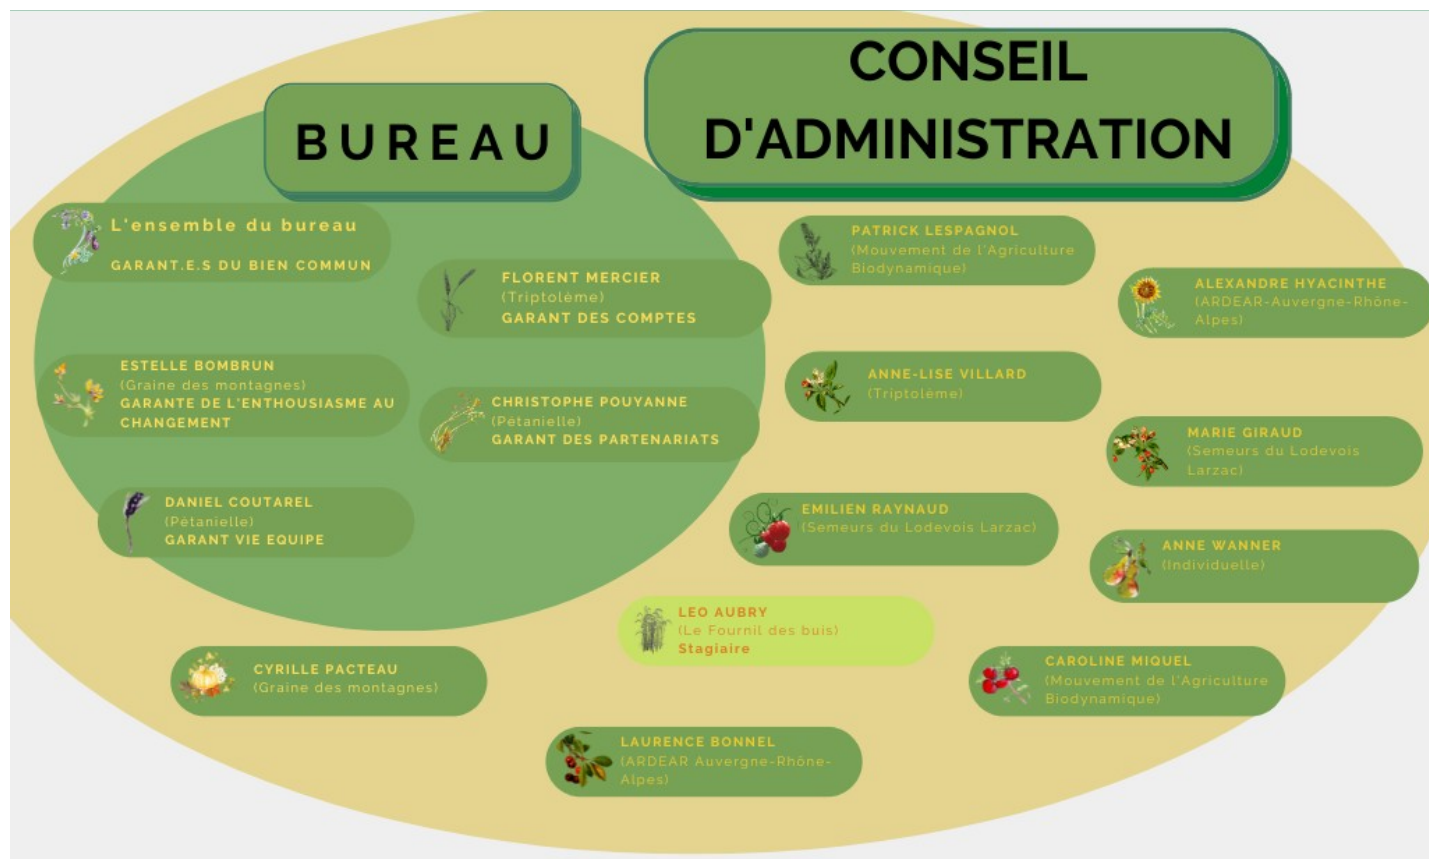 CONSEIL
D'ADMINISTRATION
BUREAU
L'ensemble du bureau
GARANT.E.S DU BIEN COMMUN
FLORENT MERCIER
(Triptolème)
GARANT DES COMPTES
ESTELLE BOMBRUN
(Graine des montagnes)
GARANTE DE L'ENTHOUSIASME AU
CHANGEMENT
CHRISTOPHE POUYANNE
(Pétanielle)
GARANT DES PARTENARIATS
DANIEL COUTAREL
(Pétanielle)
GARANT VIE EQUIPE
PATRICK LESPAGNOL
(Mouvement de l'Agriculture
Biodynamique)
ALEXANDRE HYACINTHE
(ARDEAR-Auvergne-Rhône-
Alpes)
ANNE-LISE VILLARD
(Triptolème)
MARIE GIRAUD
(Semeurs du Lodevois
Larzac)
EMILIEN RAYNAUD
(Semeurs du Lodevois Larzac)
ANNE WANNER
(Individuelle)
LEO AUBRY
(Le Fournil des buis)
Stagiaire
CYRILLE PACTEAU
(Graine des montagnes)
CAROLINE MIQUEL
(Mouvement de l'Agriculture
Biodynamique)
LAURENCE BONNEL
(ARDEAR Auvergne-Rhône-
Alpes)